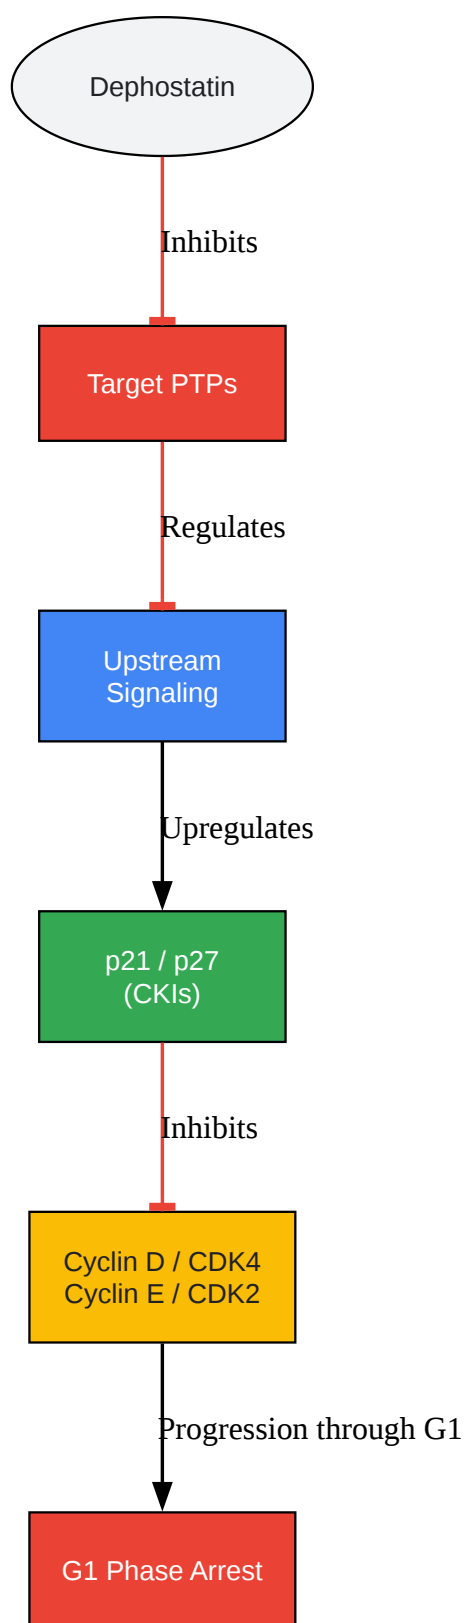 Dephostatin
Inhibits
Target PTPs
Regulates
Upstream
Signaling
Upregulates
p21 / p27
(CKIs)
Inhibits
Cyclin D / CDK4
Cyclin E / CDK2
Progression through G1
G1 Phase Arrest